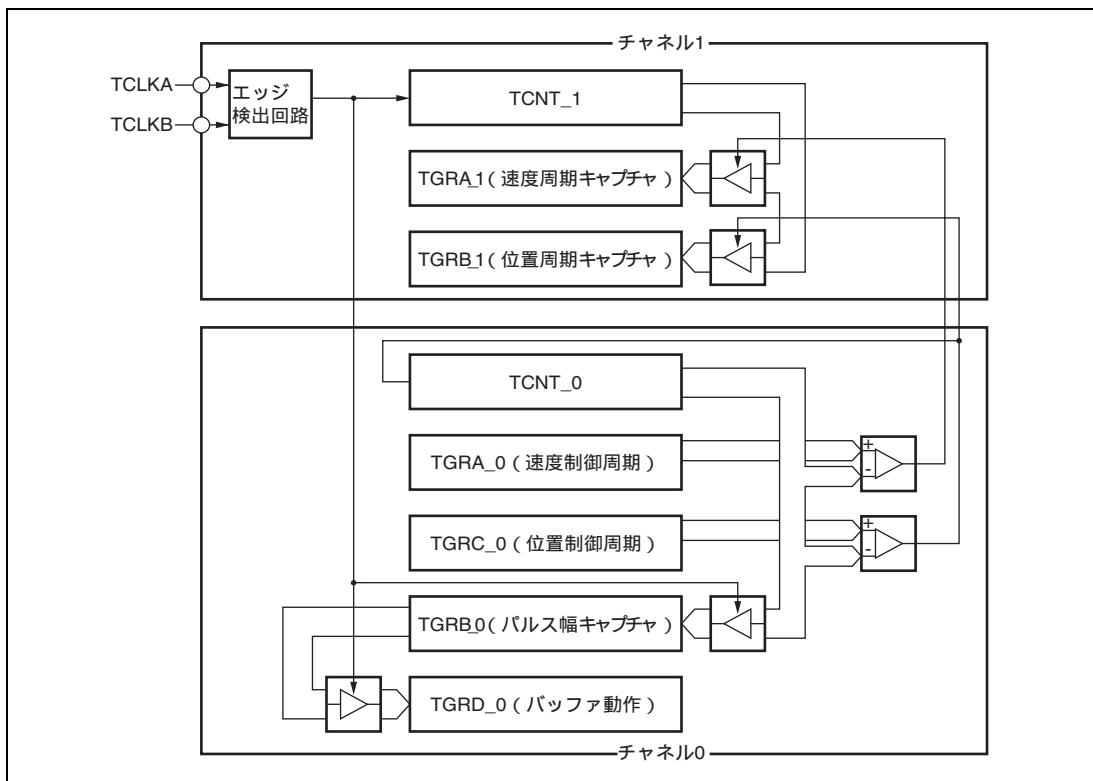 チャネル1
TCLKA
TCLKB
エッジ
検出回路
TCNT_1
TGRA_1（速度周期キャプチャ）
TGRB_1（位置周期キャプチャ）
TCNT_0
TGRA_0（速度制御周期）
+
-
TGRC_0（位置制御周期）
+
-
TGRB_0（パルス幅キャプチャ）
TGRD_0（バッファ動作）
チャネル0